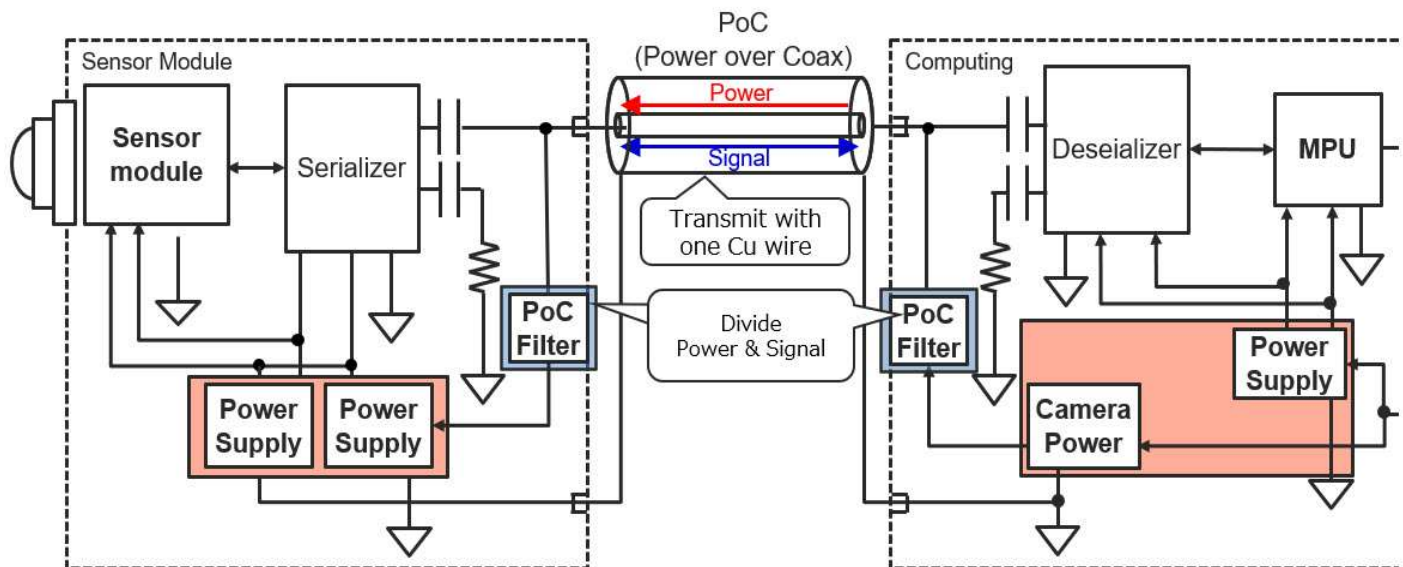 PoC
(Power over Coax)
Sensor Module
Computing
Power
Signal
Sensor
module
Serializer
Deseializer
MPU
Transmit with
one Cu wire
PoC
Filter
Divide
Power & Signal
PoC
Filter
Power
Supply
Power
Supply
Power
Supply
Camera
Power